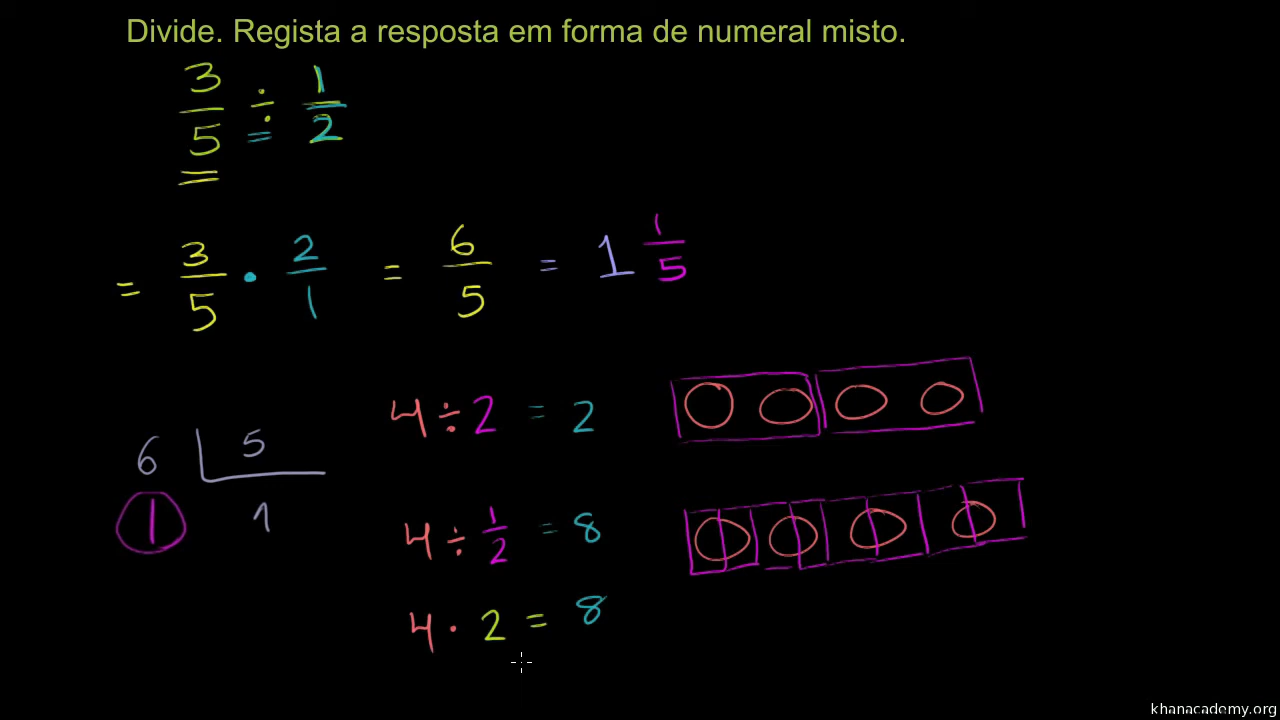 Divide. Regista a resposta em forma de numeral misto.
3/5 ÷ 1/2
= 3/5 · 2/1 = 6/5 = 1 1/5
4 ÷ 2 = 2
6 5
1 1
4 ÷ 1/2 = 8
4 · 2 = 8
khanacademy.org